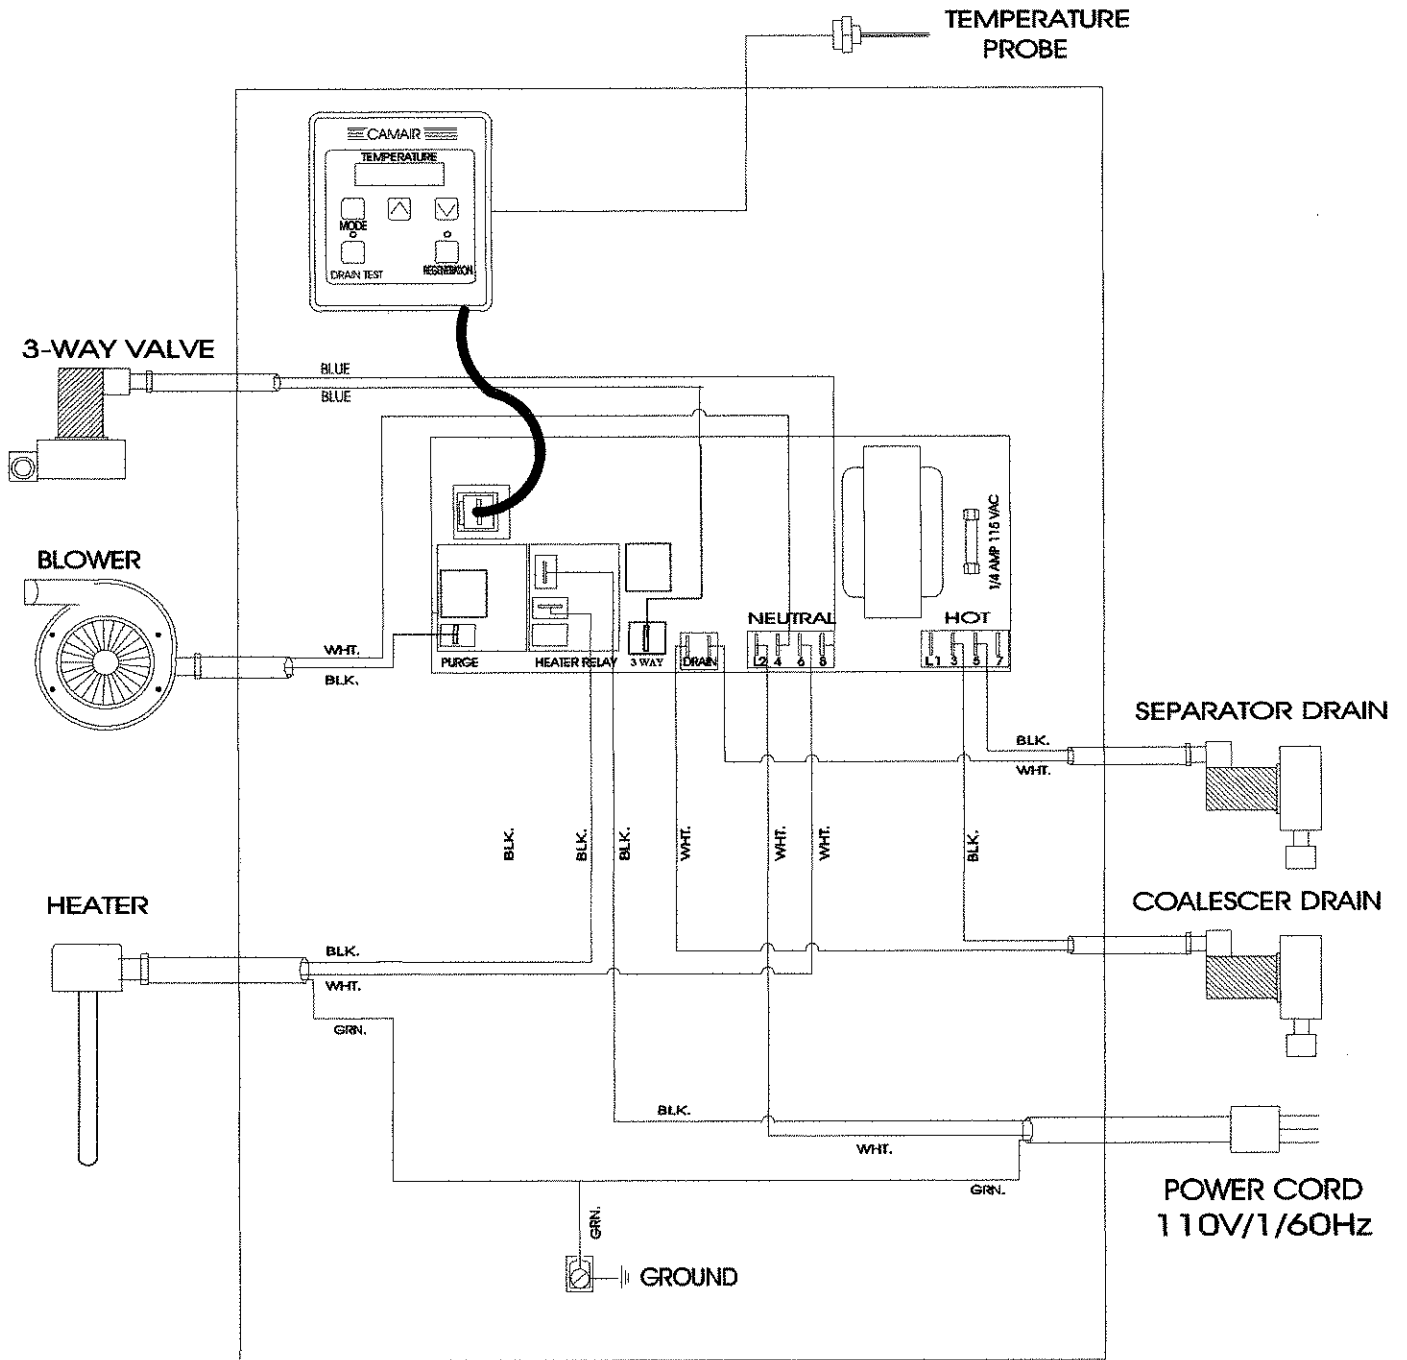 TEMPERATURE
PROBE
CAMAIR
TEMPERATURE
MODE
DRAIN TEST
REGENERATION
3-WAY VALVE
BLUE
BLUE
BLOWER
1/4 AMP 115 VAC
NEUTRAL
HOT
WHT.
BLK.
PURGE
HEATER RELAY
3 WAY
DRAIN
L2 4 6 8
L1 3 5 7
SEPARATOR DRAIN
BLK.
WHT.
BLK.
BLK.
BLK.
WHT.
WHT.
WHT.
BLK.
HEATER
COALESCER DRAIN
BLK.
WHT.
GRN.
BLK.
WHT.
GRN.
GRN.
POWER CORD
110V/1/60Hz
GROUND